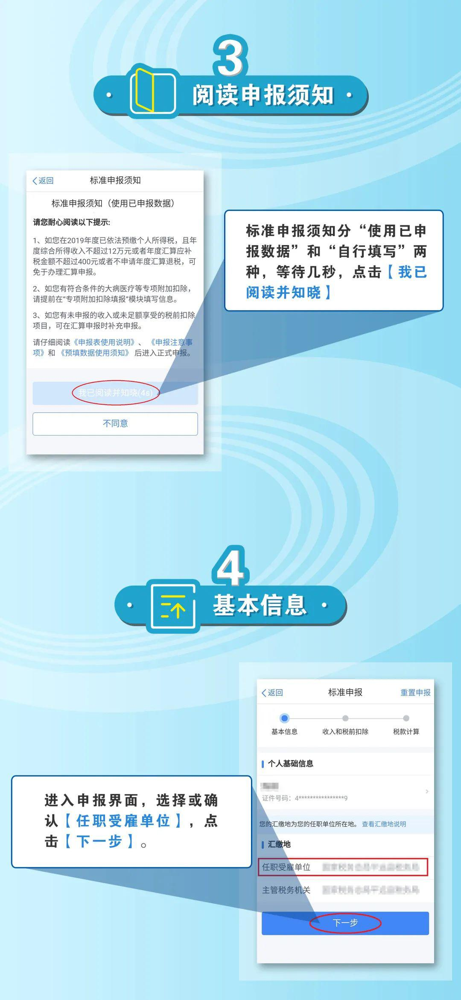 3
阅读申报须知
返回
标准申报须知
标准申报须知（使用已申报数据）
请您耐心阅读以下提示:
1、如您在2019年度已依法预缴个人所得税，且年
度综合所得收入不超过12万元或者年度汇算应补
税金额不超过400元或者不申请年度汇算退税，可
免于办理汇算申报。
2、如您有符合条件的大病医疗等专项附加扣除，
请提前在“专项附加扣除填报”模块填写信息。
3、如您有未申报的收入或未足额享受的税前扣除
项目，可在汇算申报时补充申报。
请仔细阅读《申报表使用说明》、《申报注意事
项》和《预填数据使用须知》后进入正式申报。
我已阅读并知晓(4s)
不同意
标准申报须知分“使用已申
报数据”和“自行填写”两
种，等待几秒，点击【我已
阅读并知晓】
4
基本信息
返回 标准申报 重置申报
基本信息 收入和税前扣除 税款计算
个人基础信息
证件号码：4****************9
您的汇缴地为您的任职单位所在地。 查看汇缴地说明
汇缴地
任职受雇单位
主管税务机关
下一步
进入申报界面，选择或确
认【任职受雇单位】，点
击【下一步】。